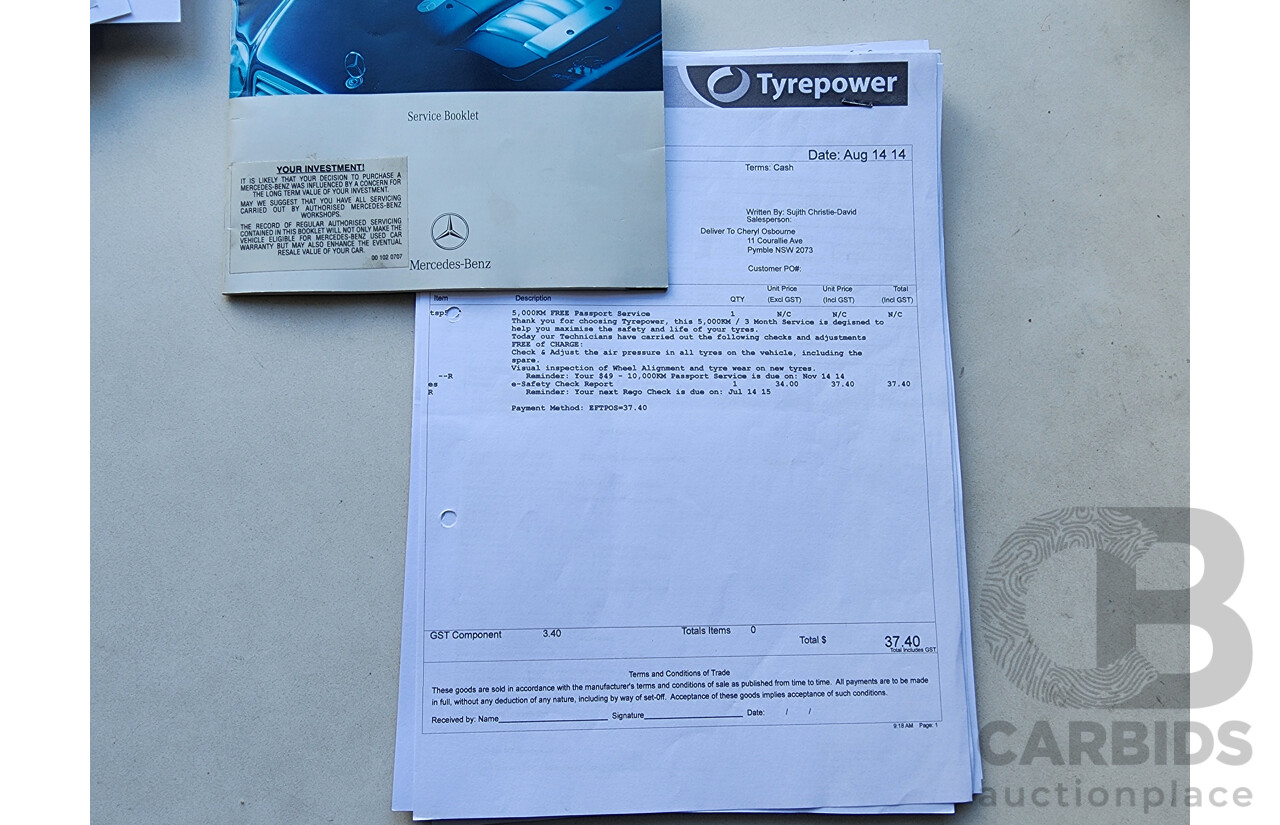 Service Booklet
YOUR INVESTMENT!
IT IS LIKELY THAT YOUR DECISION TO PURCHASE A
MERCEDES-BENZ WAS INFLUENCED BY A CONCERN FOR
THE LONG TERM VALUE OF YOUR INVESTMENT.
MAY WE SUGGEST THAT YOU HAVE ALL SERVICING
CARRIED OUT BY AUTHORISED MERCEDES-BENZ
WORKSHOPS.
THE RECORD OF REGULAR AUTHORISED SERVICING
CONTAINED IN THIS BOOKLET WILL NOT ONLY MAKE THE
VEHICLE ELIGIBLE FOR MERCEDES-BENZ USED CAR
WARRANTY BUT MAY ALSO ENHANCE THE EVENTUAL
RESALE VALUE OF YOUR CAR.
00 102 0707
Mercedes-Benz
Tyrepower
Date: Aug 14 14
Terms: Cash
Written By: Sujith Christie-David
Salesperson:
Deliver To Cheryl Osbourne
11 Courallie Ave
Pymble NSW 2073
Customer PO#:
Unit Price Unit Price Total
Item Description QTY (Excl GST) (Incl GST) (Incl GST)
tsp5 5,000KM FREE Passport Service 1 N/C N/C N/C
Thank you for choosing Tyrepower, this 5,000KM / 3 Month Service is degisned to
help you maximise the safety and life of your tyres.
Today our Technicians have carried out the following checks and adjustments
FREE of CHARGE:
Check & Adjust the air pressure in all tyres on the vehicle, including the
spare.
Visual inspection of Wheel Alignment and tyre wear on new tyres.
--R Reminder: Your $49 - 10,000KM Passport Service is due on: Nov 14 14
es e-Safety Check Report 1 34.00 37.40 37.40
R Reminder: Your next Rego Check is due on: Jul 14 15
Payment Method: EFTPOS=37.40
GST Component 3.40 Totals Items 0 Total $ 37.40
Total Includes GST
Terms and Conditions of Trade
These goods are sold in accordance with the manufacturer's terms and conditions of sale as published from time to time. All payments are to be made
in full, without any deduction of any nature, including by way of set-Off. Acceptance of these goods implies acceptance of such conditions.
Received by: Name____________________ Signature____________________ Date: / /
9:18 AM Page: 1
CARBIDS
auctionplace